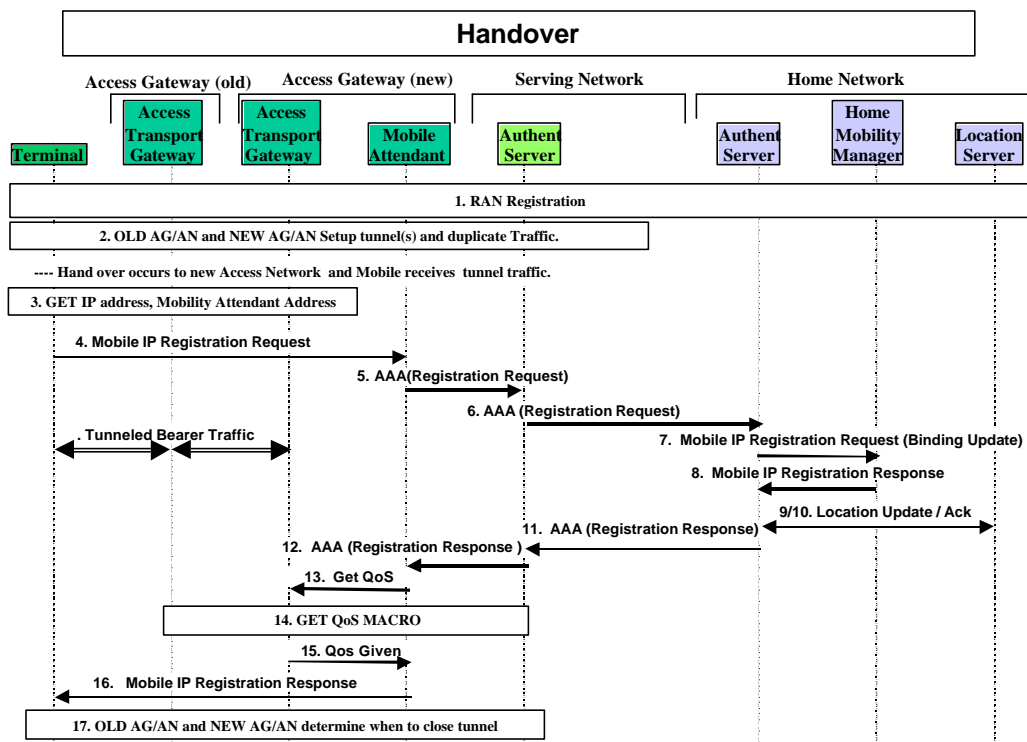 Handover
Access Gateway (old)
Access Gateway (new)
Serving Network
Home Network
Terminal
Access
Transport
Gateway
Access
Transport
Gateway
Mobile
Attendant
Authent
Server
Authent
Server
Home
Mobility
Manager
Location
Server
1. RAN Registration
2. OLD AG/AN and NEW AG/AN Setup tunnel(s) and duplicate Traffic.
---- Hand over occurs to new Access Network and Mobile receives tunnel traffic.
3. GET IP address, Mobility Attendant Address
4. Mobile IP Registration Request
5. AAA(Registration Request)
6. AAA (Registration Request)
. Tunneled Bearer Traffic
7. Mobile IP Registration Request (Binding Update)
8. Mobile IP Registration Response
9/10. Location Update / Ack
11. AAA (Registration Response)
12. AAA (Registration Response )
13. Get QoS
14. GET QoS MACRO
15. Qos Given
16. Mobile IP Registration Response
17. OLD AG/AN and NEW AG/AN determine when to close tunnel